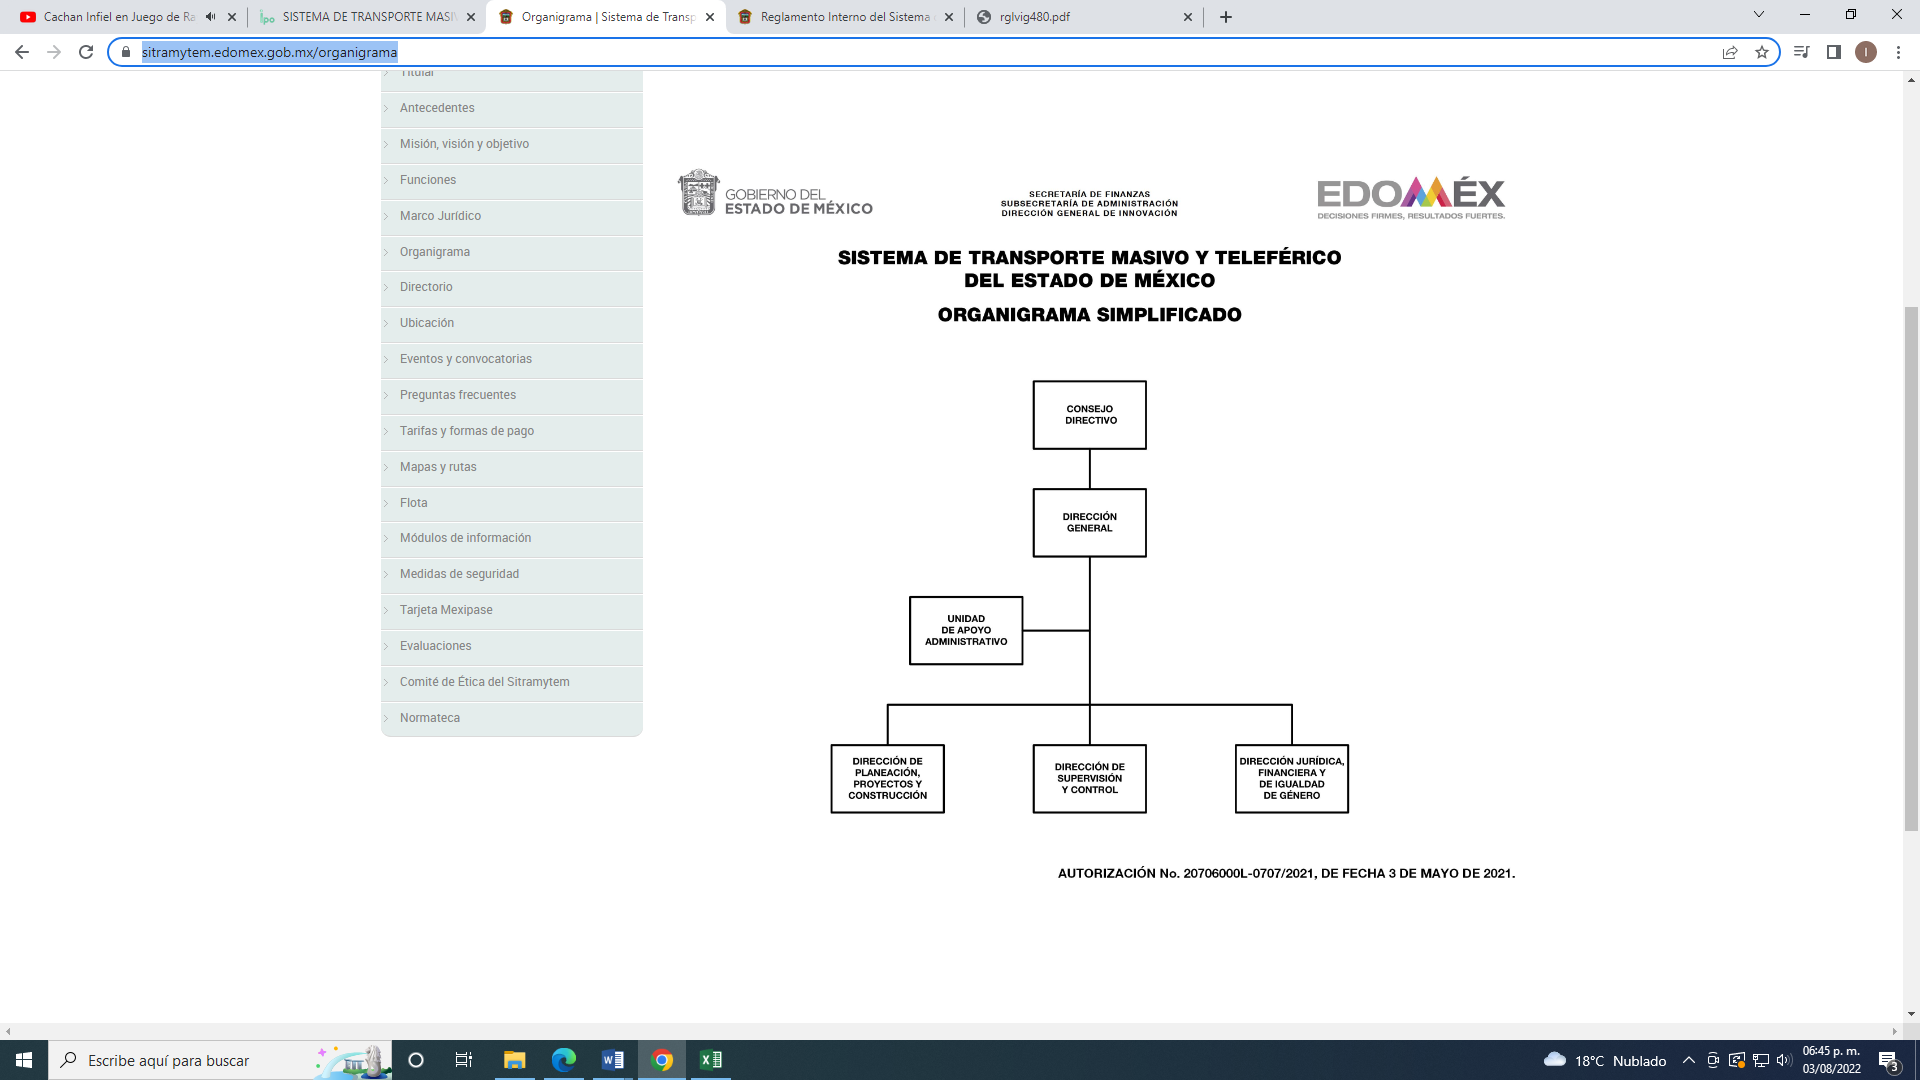 Cachan Infiel en Juego de Ra
SISTEMA DE TRANSPORTE MASIV
Organigrama | Sistema de Transp
Reglamento Interno del Sistema
rglvig480.pdf
sitramytem.edomex.gob.mx/organigrama
I
Titular
Antecedentes
Misión, visión y objetivo
Funciones
Marco Jurídico
Organigrama
Directorio
Ubicación
Eventos y convocatorias
Preguntas frecuentes
Tarifas y formas de pago
Mapas y rutas
Flota
Módulos de información
Medidas de seguridad
Tarjeta Mexipase
Evaluaciones
Comité de Ética del Sitramytem
Normateca
GOBIERNO DEL
ESTADO DE MÉXICO
SECRETARÍA DE FINANZAS
SUBSECRETARÍA DE ADMINISTRACIÓN
DIRECCIÓN GENERAL DE INNOVACIÓN
EDOMÉX
DECISIONES FIRMES, RESULTADOS FUERTES.
SISTEMA DE TRANSPORTE MASIVO Y TELEFÉRICO
DEL ESTADO DE MÉXICO
ORGANIGRAMA SIMPLIFICADO
CONSEJO
DIRECTIVO
DIRECCIÓN
GENERAL
UNIDAD
DE APOYO
ADMINISTRATIVO
DIRECCIÓN DE
PLANEACIÓN,
PROYECTOS Y
CONSTRUCCIÓN
DIRECCIÓN DE
SUPERVISIÓN
Y CONTROL
DIRECCIÓN JURÍDICA,
FINANCIERA Y
DE IGUALDAD
DE GÉNERO
AUTORIZACIÓN No. 20706000L-0707/2021, DE FECHA 3 DE MAYO DE 2021.
Escribe aquí para buscar
18°C Nublado
06:45 p. m.
03/08/2022
3